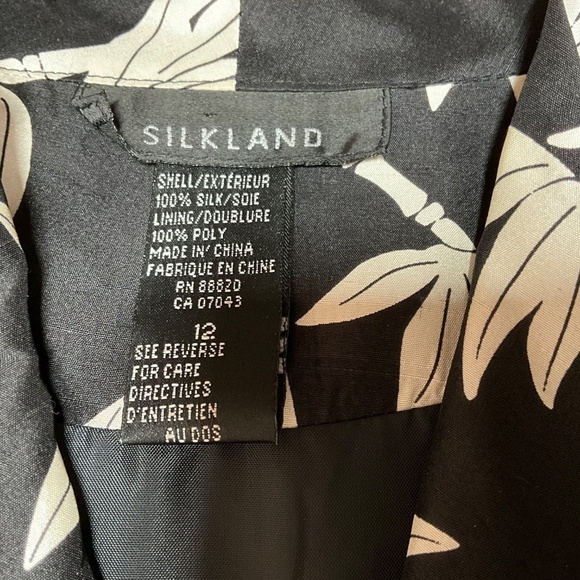 SILKLAND
SHELL/EXTÉRIEUR
100% SILK/SOIE
LINING/DOUBLURE
100% POLY
MADE IN CHINA
FABRIQUE EN CHINE
RN 88820
CA 07043
12
SEE REVERSE
FOR CARE
DIRECTIVES
D'ENTRETIEN
AU DOS